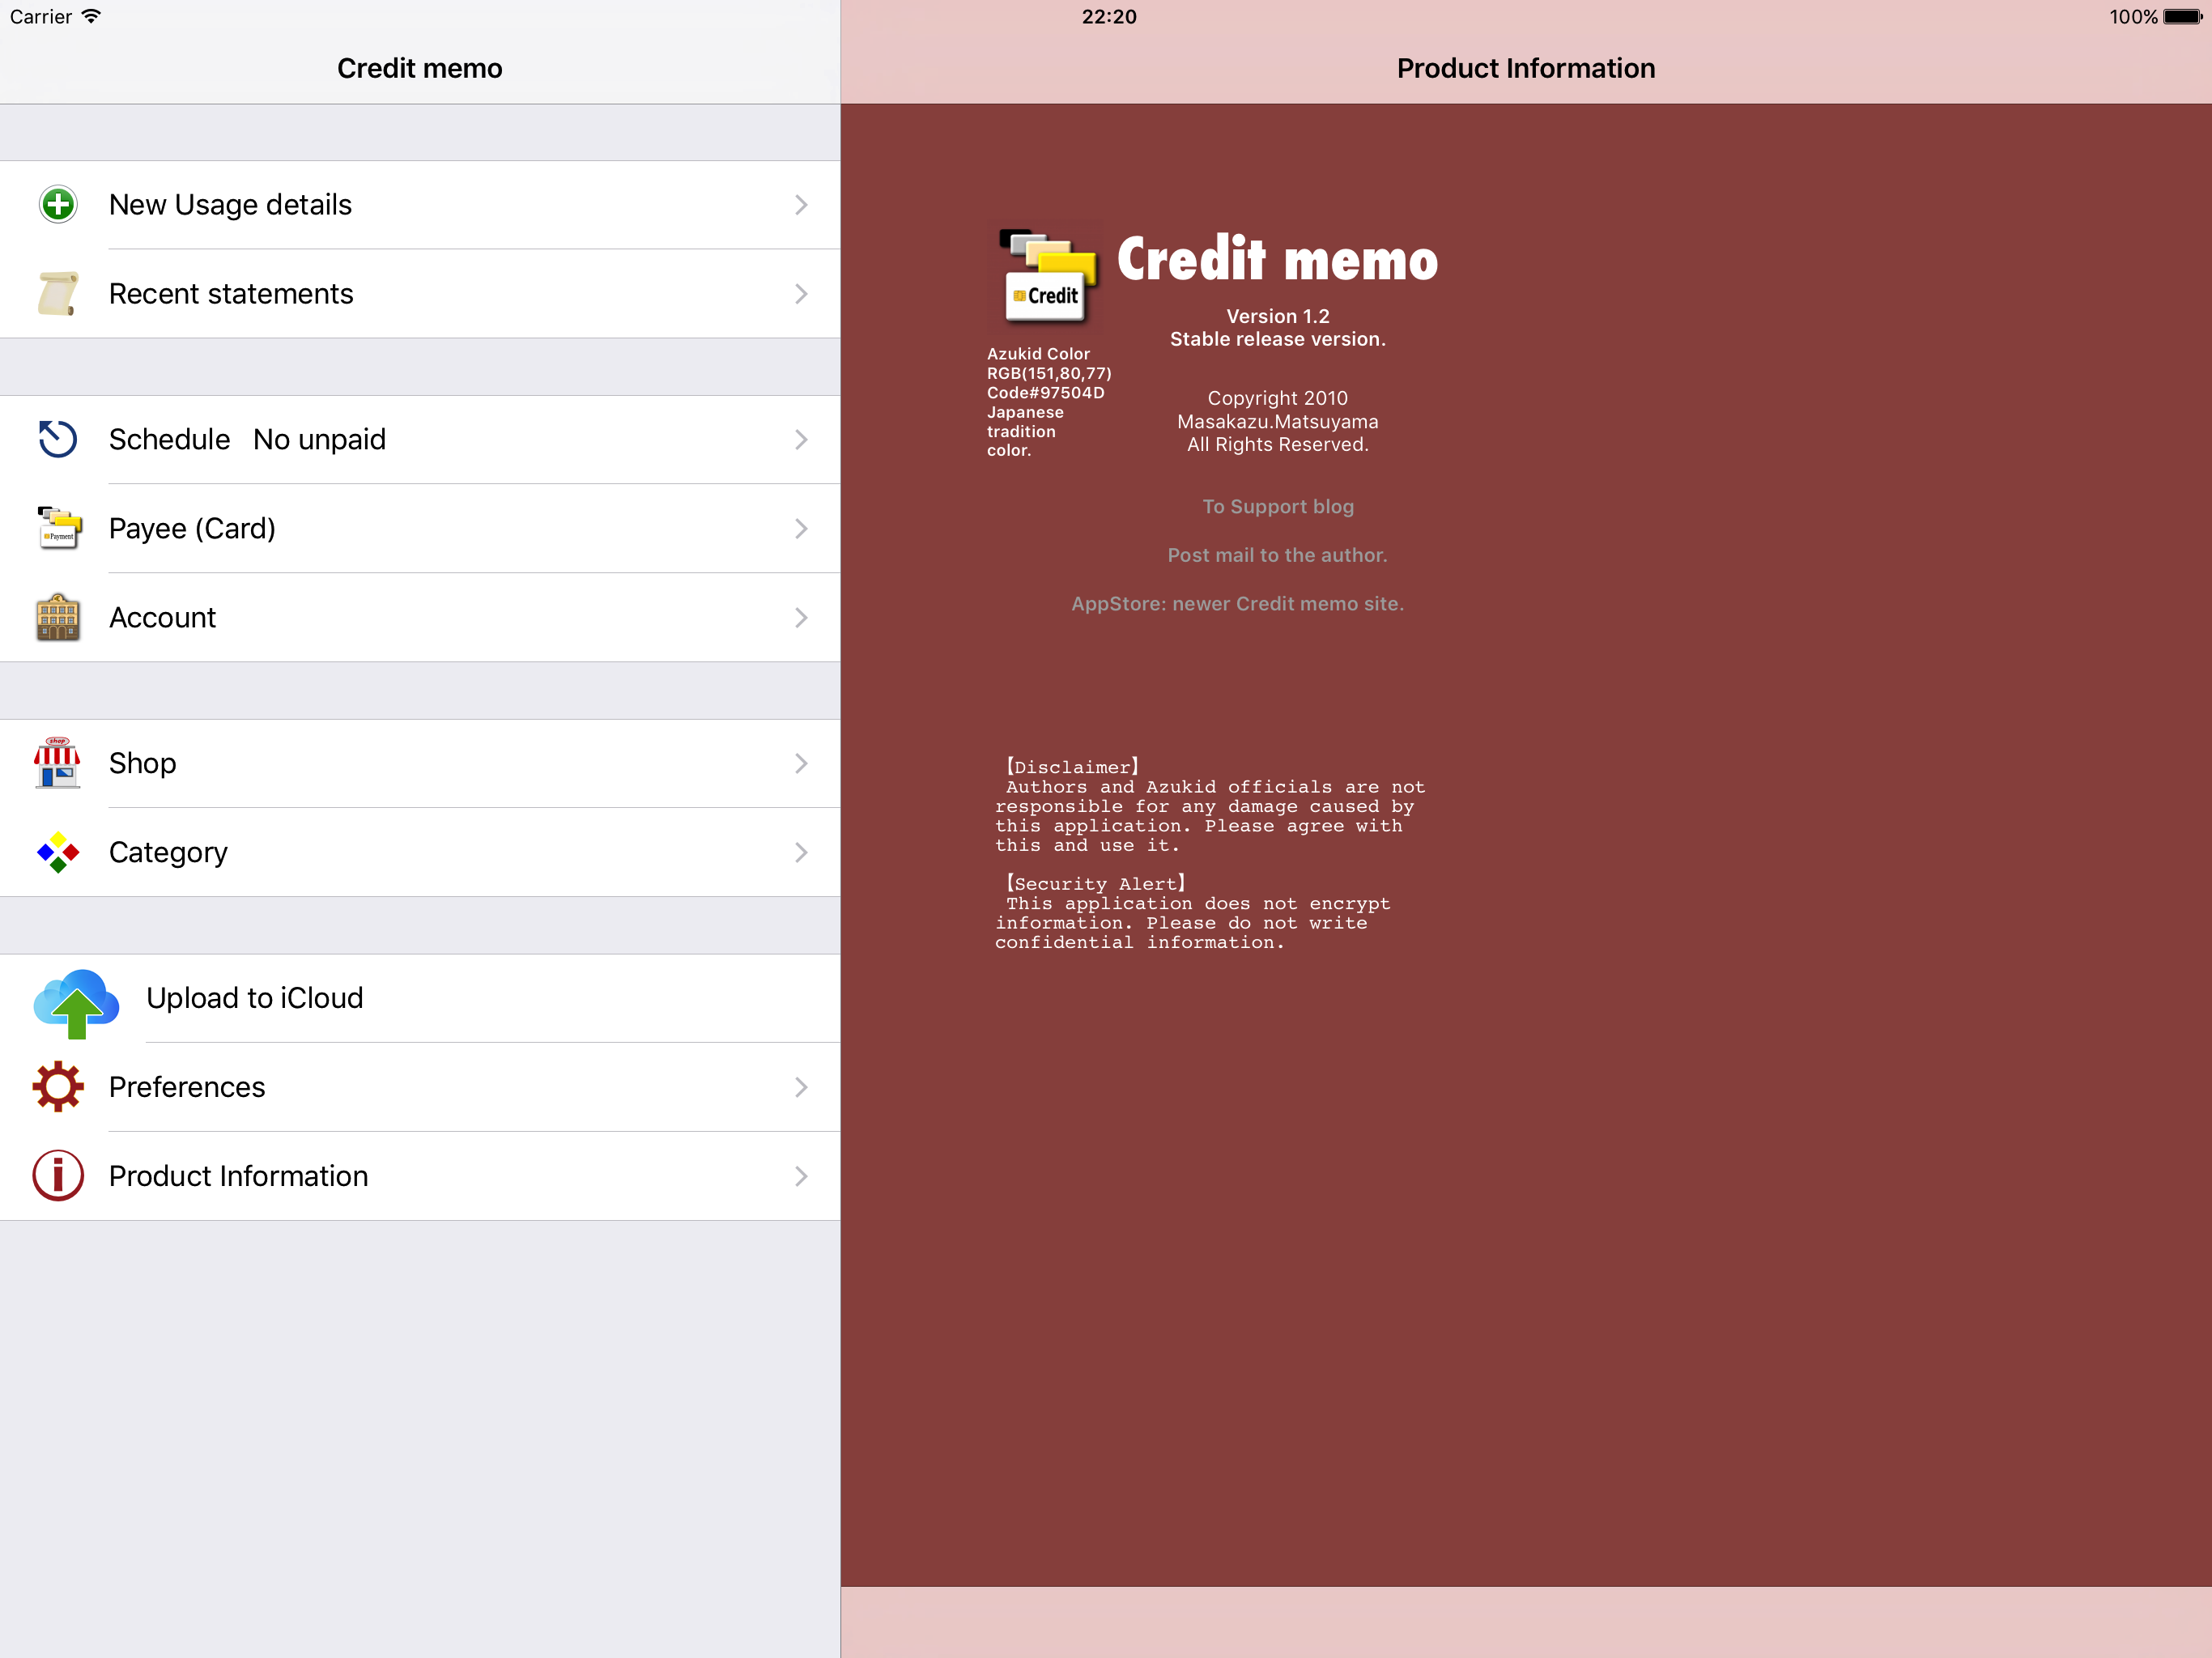 Carrier
22:20
100%
Credit memo
New Usage details
Recent statements
Schedule No unpaid
Payment
Payee (Card)
Account
shop
Shop
Category
Upload to iCloud
Preferences
Product Information
Product Information
Credit
Credit memo
Version 1.2
Stable release version.
Azukid Color
RGB(151,80,77)
Code#97504D
Japanese
tradition
color.
Copyright 2010
Masakazu.Matsuyama
All Rights Reserved.
To Support blog
Post mail to the author.
AppStore: newer Credit memo site.
【Disclaimer】
Authors and Azukid officials are not
responsible for any damage caused by
this application. Please agree with
this and use it.
【Security Alert】
This application does not encrypt
information. Please do not write
confidential information.